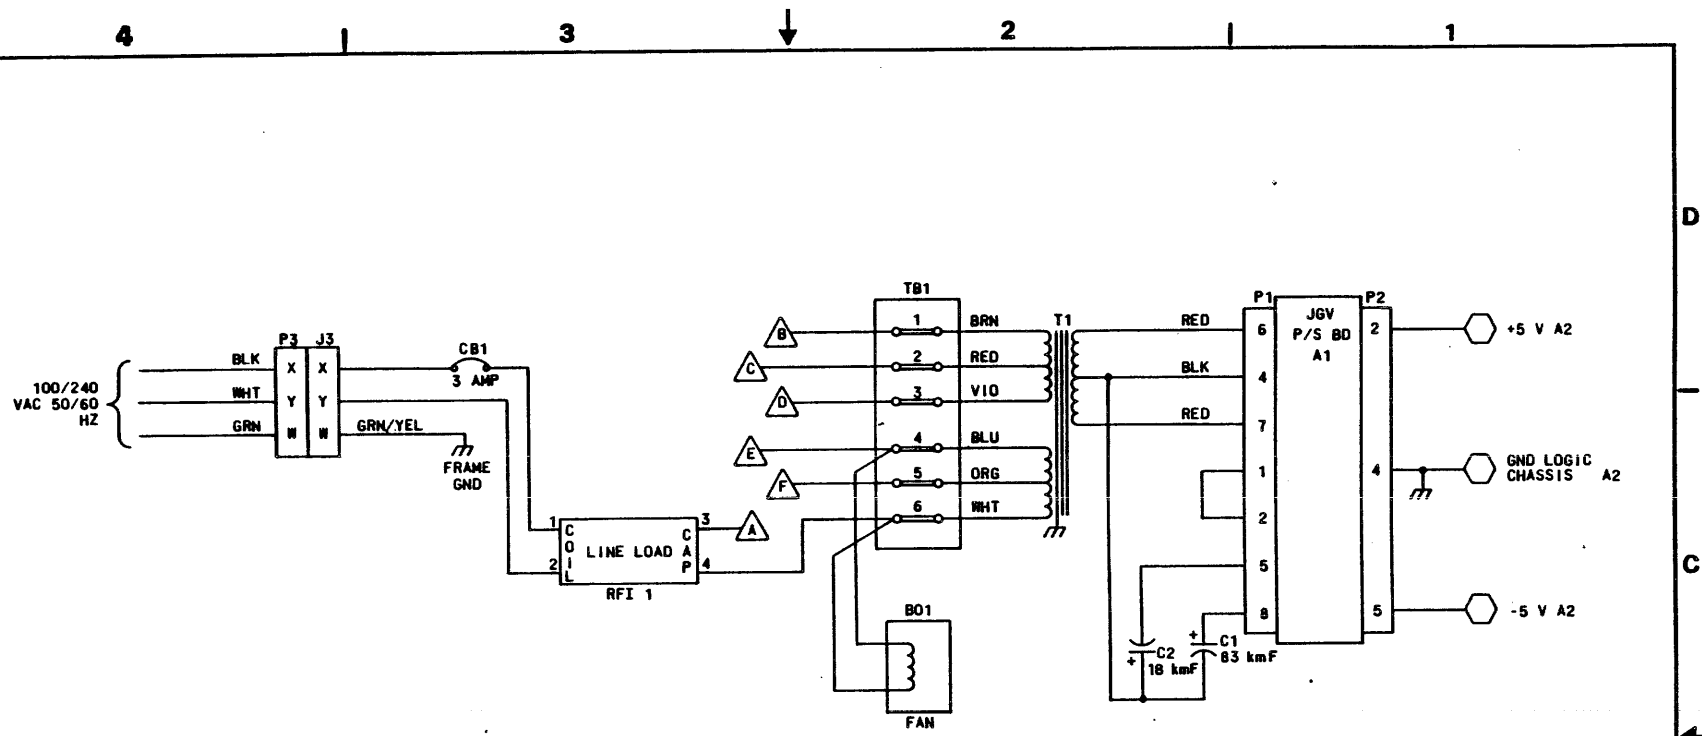 4
3
2
1
D
C
100/240
VAC 50/60
HZ
BLK
WHT
GRN
P3
J3
X
Y
W
X
Y
W
GRN/YEL
FRAME
GND
CB1
3 AMP
1
2
COIL
LINE LOAD
CAP
3
4
RFI 1
A
B
C
D
E
F
TB1
1
2
3
4
5
6
BRN
RED
VIO
BLU
ORG
WHT
B01
FAN
T1
RED
BLK
RED
P1
6
4
7
1
2
5
8
JGV
P/S BD
A1
P2
2
4
5
+5 V A2
GND LOGIC
CHASSIS A2
-5 V A2
+
C2
18 kmF
+
C1
83 kmF